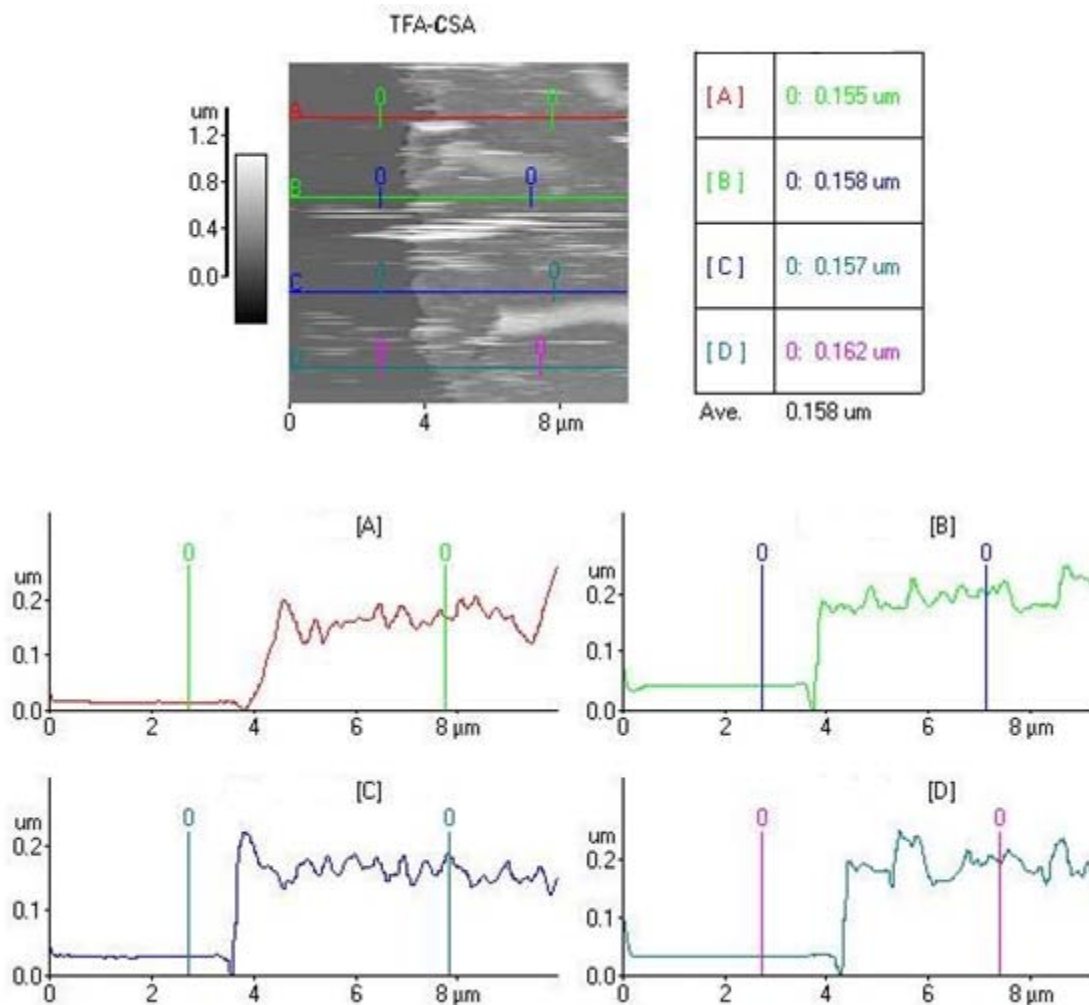 TFA-CSA
um
1.2
0.8
0.4
0.0
A
0 0
B
0 0
C
0 0
0 0
0 4 8 µm
[A] 0: 0.155 um
[B] 0: 0.158 um
[C] 0: 0.157 um
[D] 0: 0.162 um
Ave. 0.158 um
[A]
0 0
um
0.2
0.1
0.0
0 2 4 6 8 µm
[B]
0 0
um
0.2
0.1
0.0
0 2 4 6 8 µm
[C]
0 0
um
0.2
0.1
0.0
0 2 4 6 8 µm
[D]
0 0
um
0.2
0.1
0.0
0 2 4 6 8 µm